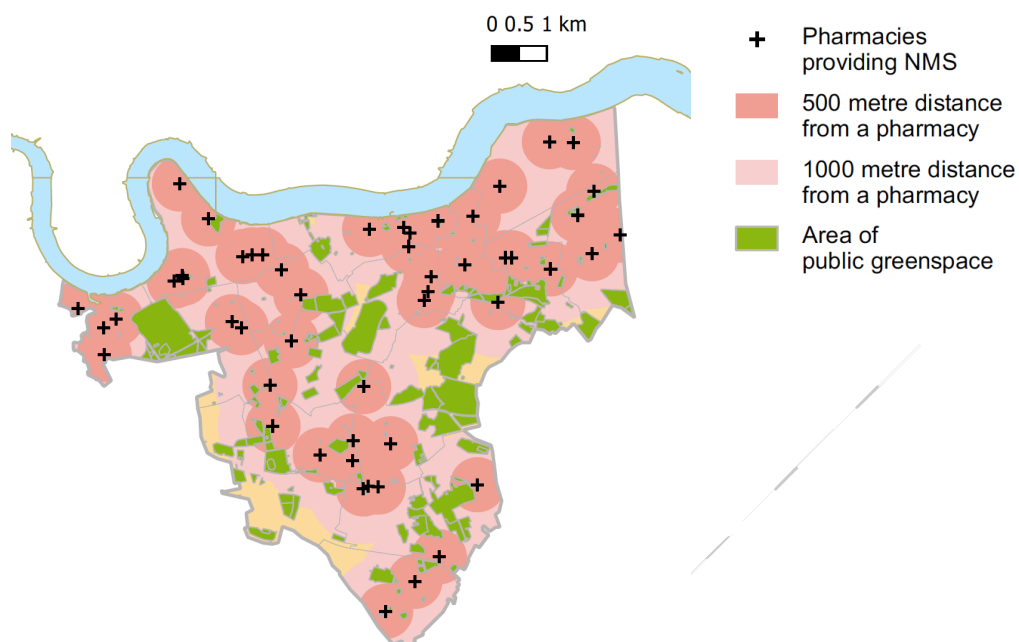 0 0.5 1 km
Pharmacies
providing NMS
500 metre distance
from a pharmacy
1000 metre distance
from a pharmacy
Area of
public greenspace